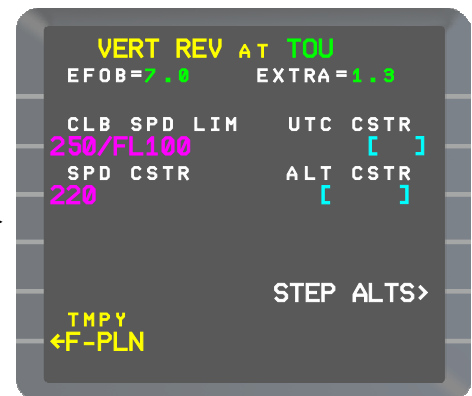 VERT REV AT TOU
EFOB=7.0 EXTRA=1.3
CLB SPD LIM UTC CSTR
250/FL100 [ ]
SPD CSTR ALT CSTR
220 [ ]
STEP ALTS>
TMPY
←F-PLN